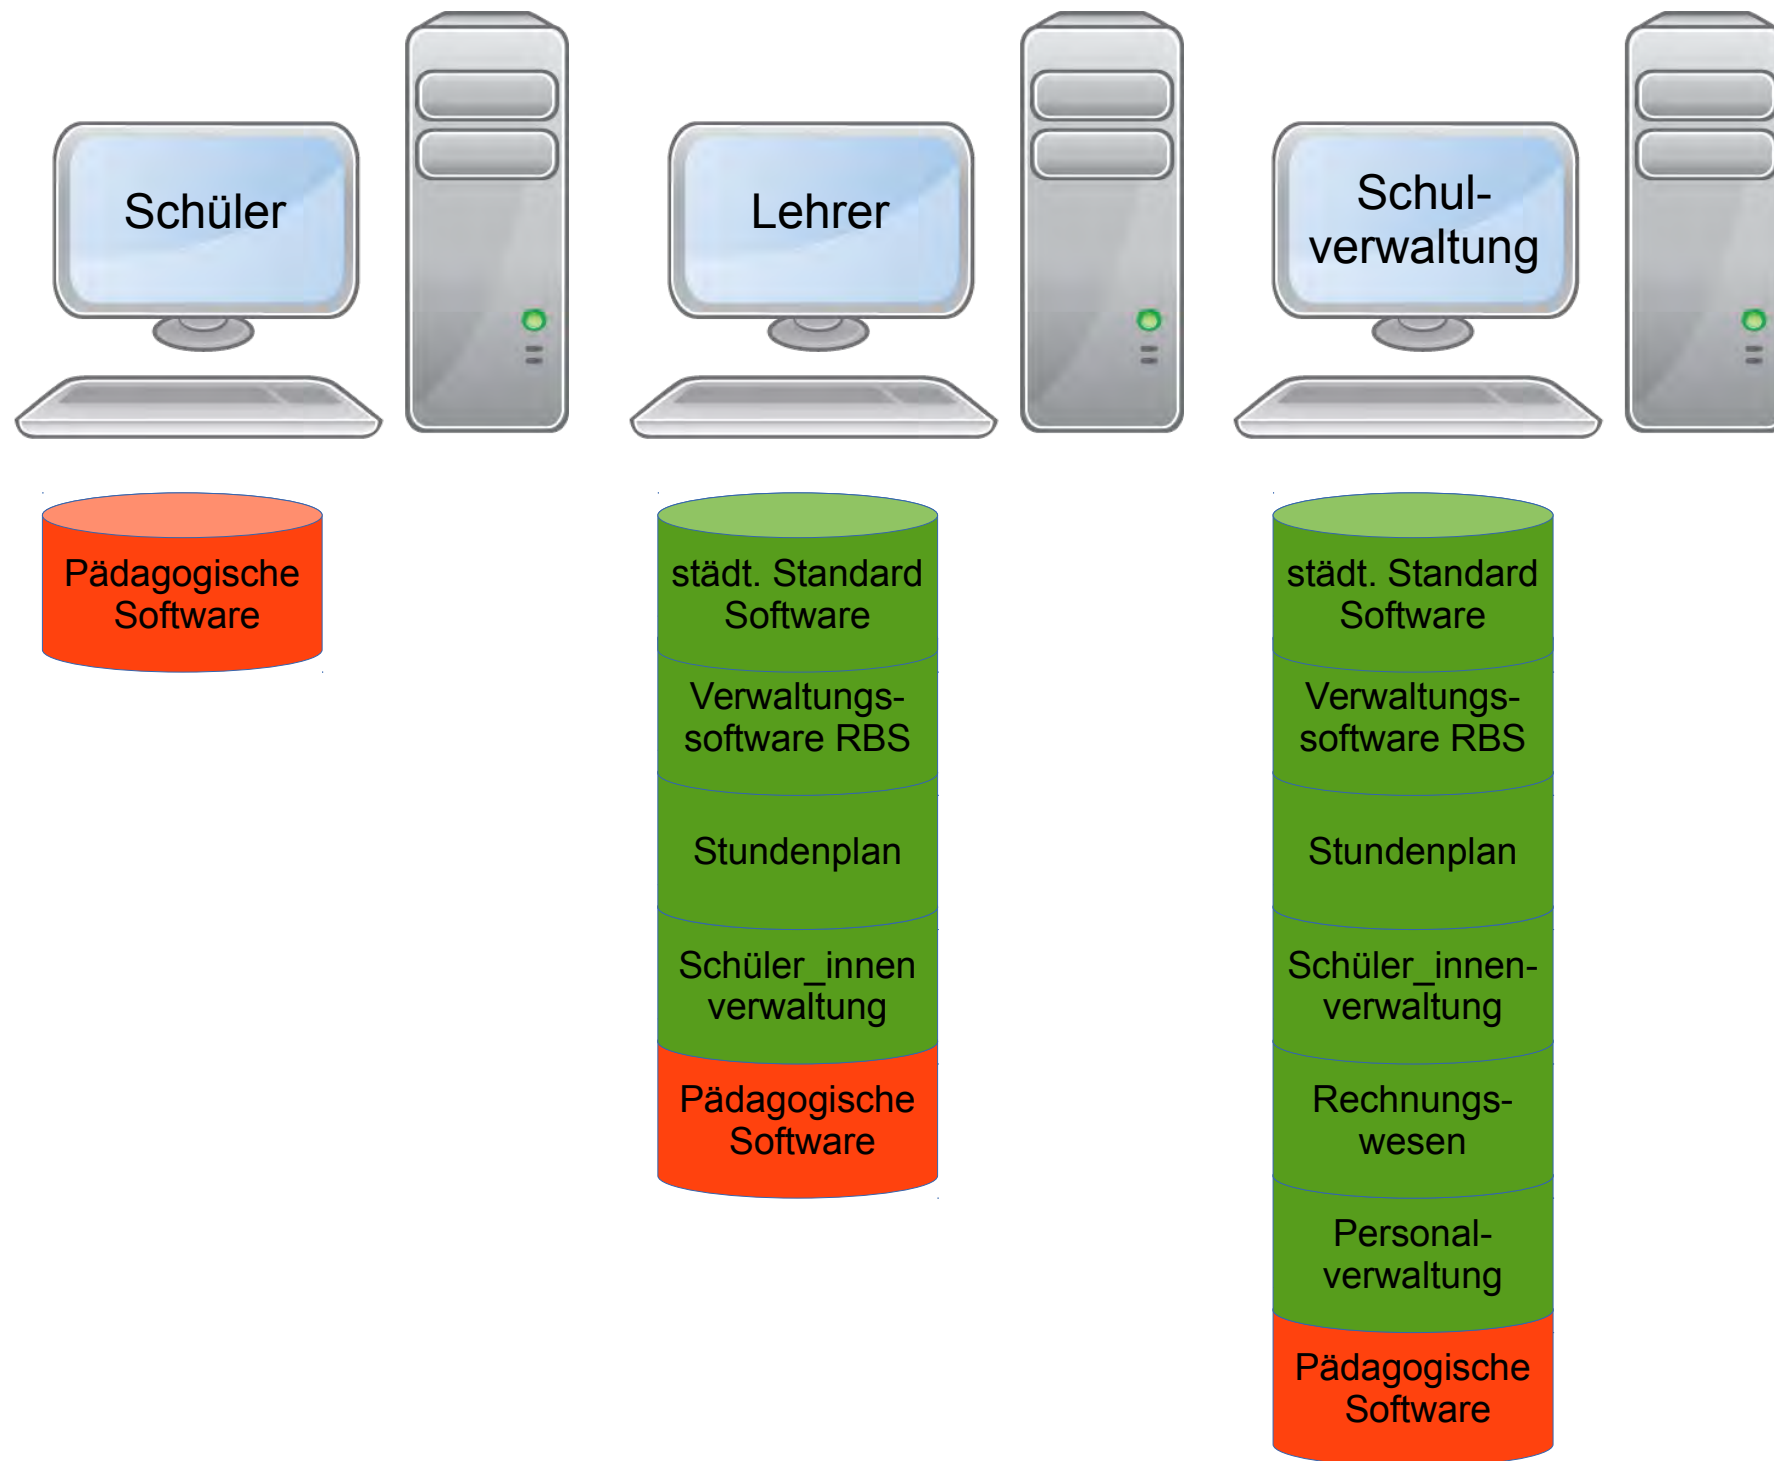 Schüler
Lehrer
Schul-
verwaltung
Pädagogische
Software
städt. Standard
Software
Verwaltungs-
software RBS
Stundenplan
Schüler_innen
verwaltung
Pädagogische
Software
städt. Standard
Software
Verwaltungs-
software RBS
Stundenplan
Schüler_innen-
verwaltung
Rechnungs-
wesen
Personal-
verwaltung
Pädagogische
Software